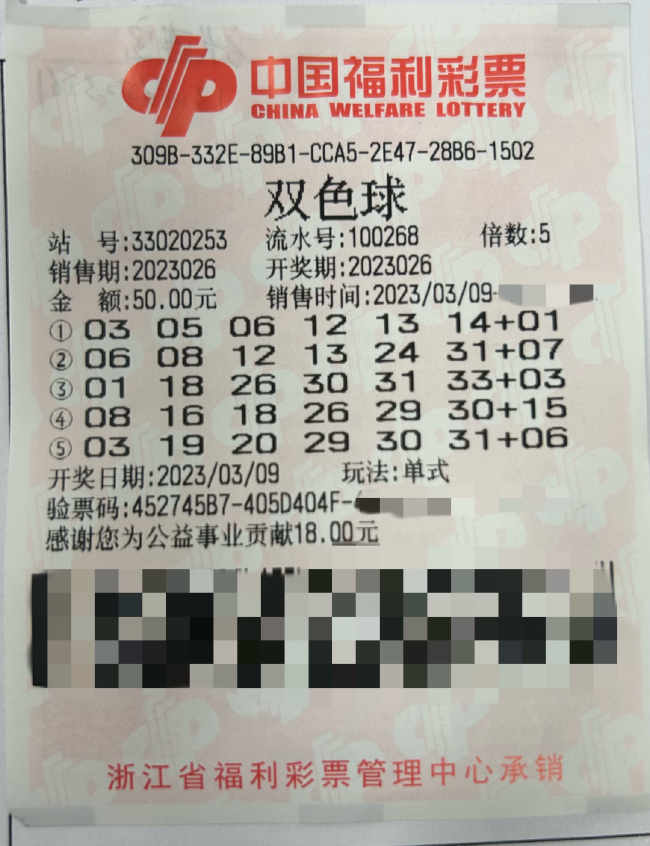 中国福利彩票
CHINA WELFARE LOTTERY
309B-332E-89B1-CCA5-2E47-28B6-1502
双色球
站 号:33020253 流水号:100268 倍数:5
销售期:2023026 开奖期:2023026
金 额:50.00元 销售时间:2023/03/09-
① 03 05 06 12 13 14+01
② 06 08 12 13 24 31+07
③ 01 18 26 30 31 33+03
④ 08 16 18 26 29 30+15
⑤ 03 19 20 29 30 31+06
开奖日期:2023/03/09 玩法:单式
验票码:452745B7-405D404F-
感谢您为公益事业贡献18.00元
浙江省福利彩票管理中心承销